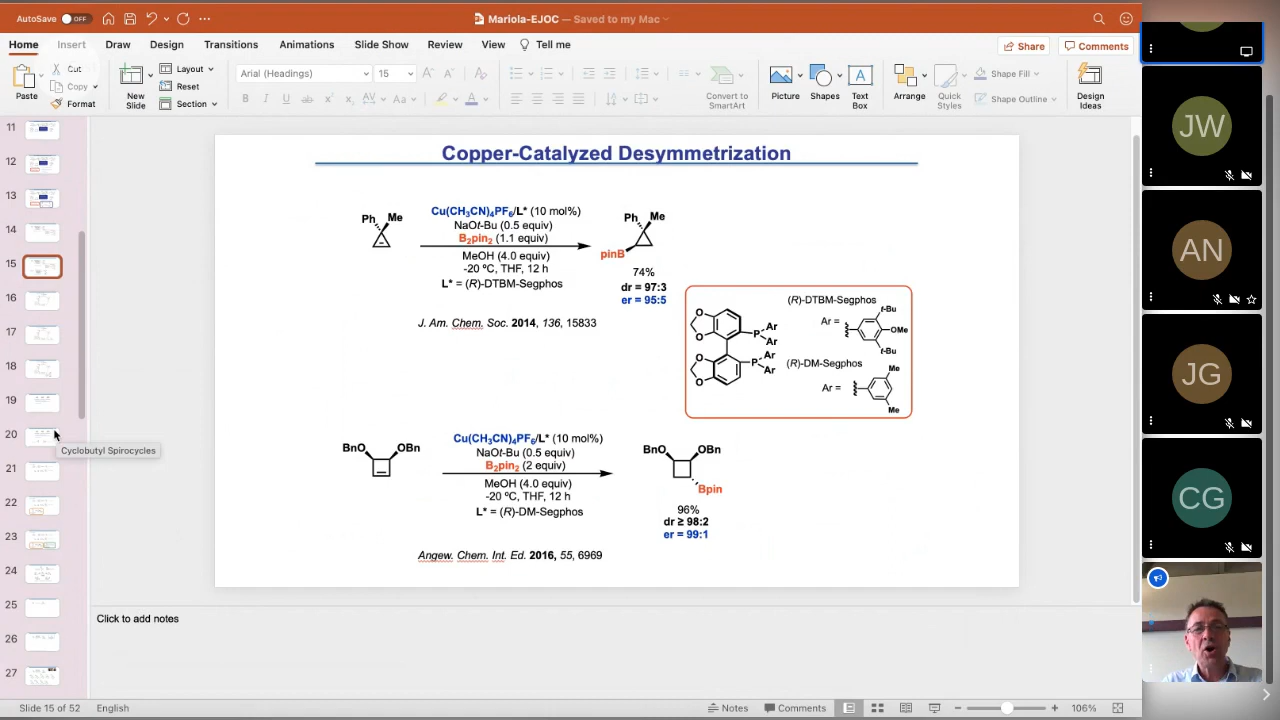 AutoSave OFF
Mariola-EJOC — Saved to my Mac
Home Insert Draw Design Transitions Animations Slide Show Review View Tell me
Share Comments
Paste
Cut
Copy
Format
New Slide
Layout
Reset
Section
Arial (Headings) 15
Convert to SmartArt
Picture
Shapes
Text Box
Arrange
Quick Styles
Shape Fill
Shape Outline
Design Ideas
11
12
13
14
15
16
17
18
19
20
21
22
23
24
25
26
27
Cyclobutyl Spirocycles
Copper-Catalyzed Desymmetrization
Ph Me
Cu(CH3CN)4PF6/L* (10 mol%)
NaOt-Bu (0.5 equiv)
B2pin2 (1.1 equiv)
MeOH (4.0 equiv)
-20 ºC, THF, 12 h
L* = (R)-DTBM-Segphos
Ph Me
pinB
74%
dr = 97:3
er = 95:5
J. Am. Chem. Soc. 2014, 136, 15833
(R)-DTBM-Segphos
Ar =
t-Bu
OMe
t-Bu
O
O
P
Ar
Ar
O
O
P
Ar
Ar
(R)-DM-Segphos
Ar =
Me
Me
BnO OBn
Cu(CH3CN)4PF6/L* (10 mol%)
NaOt-Bu (0.5 equiv)
B2pin2 (2 equiv)
MeOH (4.0 equiv)
-20 ºC, THF, 12 h
L* = (R)-DM-Segphos
BnO OBn
Bpin
96%
dr ≥ 98:2
er = 99:1
Angew. Chem. Int. Ed. 2016, 55, 6969
Click to add notes
Slide 15 of 52 English
Notes Comments 106%
JW
AN
JG
CG